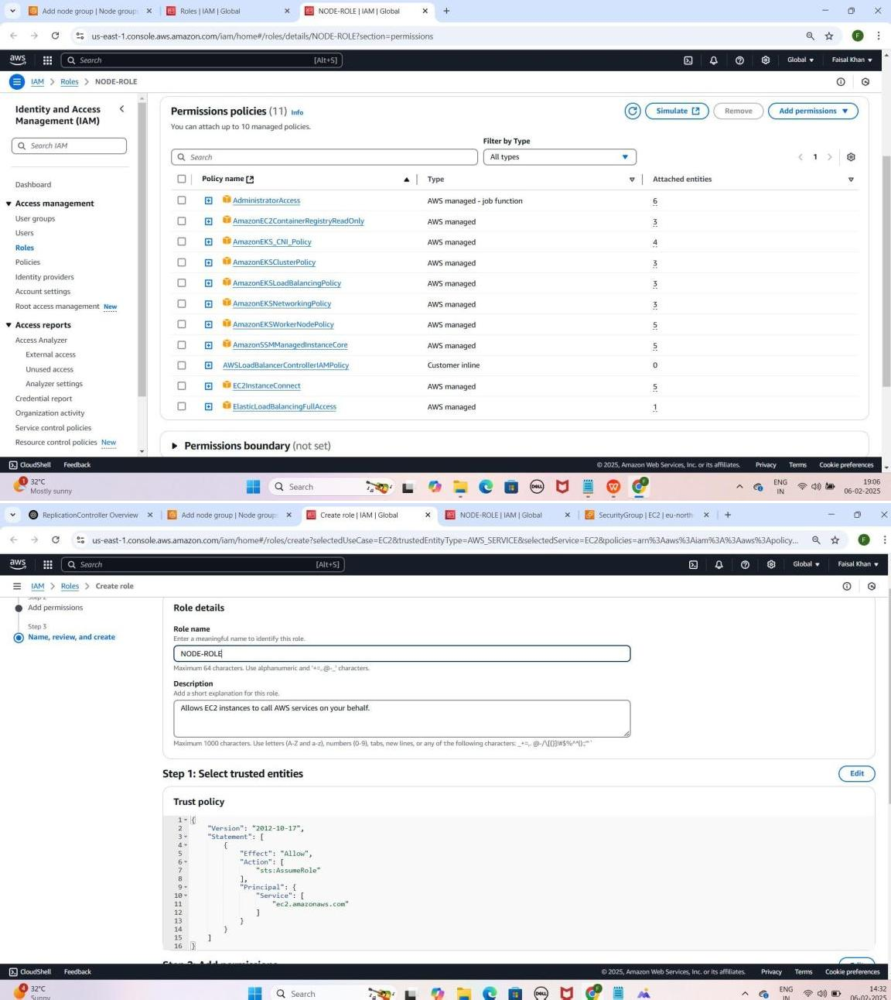 Add node group | Node group
Roles | IAM | Global
NODE-ROLE | IAM | Global
us-east-1.console.aws.amazon.com/iam/home#/roles/details/NODE-ROLE?section=permissions
F
aws
Search
[Alt+S]
Global
Faisal Khan
IAM > Roles > NODE-ROLE
Identity and Access Management (IAM)
Search IAM
Dashboard
Access management
User groups
Users
Roles
Policies
Identity providers
Account settings
Root access management New
Access reports
Access Analyzer
External access
Unused access
Analyzer settings
Credential report
Organization activity
Service control policies
Resource control policies New
Permissions policies (11) Info
You can attach up to 10 managed policies.
Simulate
Remove
Add permissions
Filter by Type
Search
All types
1
Policy name Type Attached entities
AdministratorAccess AWS managed - job function 6
AmazonEC2ContainerRegistryReadOnly AWS managed 3
AmazonEKS_CNI_Policy AWS managed 4
AmazonEKSClusterPolicy AWS managed 3
AmazonEKSLoadBalancingPolicy AWS managed 3
AmazonEKSNetworkingPolicy AWS managed 3
AmazonEKSWorkerNodePolicy AWS managed 5
AmazonSSMManagedInstanceCore AWS managed 5
AWSLoadBalancerControllerIAMPolicy Customer inline 0
EC2InstanceConnect AWS managed 5
ElasticLoadBalancingFullAccess AWS managed 1
Permissions boundary (not set)
CloudShell Feedback
© 2025, Amazon Web Services, Inc. or its affiliates. Privacy Terms Cookie preferences
1
32°C
Mostly sunny
Search
DELL
ENG
IN
19:06
06-02-2025
ReplicationController Overview
Add node group | Node group
Create role | IAM | Global
NODE-ROLE | IAM | Global
SecurityGroup | EC2 | eu-north
us-east-1.console.aws.amazon.com/iam/home#/roles/create?selectedUseCase=EC2&trustedEntityType=AWS_SERVICE&selectedService=EC2&policies=arn%3Aaws%3Aiam%3A%3Aaws%3Apolicy...
F
aws
Search
[Alt+S]
Global
Faisal Khan
IAM > Roles > Create role
Step 2
Add permissions
Step 3
Name, review, and create
Role details
Role name
Enter a meaningful name to identify this role.
NODE-ROLE
Maximum 64 characters. Use alphanumeric and '+=,.@-_' characters.
Description
Add a short explanation for this role.
Allows EC2 instances to call AWS services on your behalf.
Maximum 1000 characters. Use letters (A-Z and a-z), numbers (0-9), tabs, new lines, or any of the following characters:
Step 1: Select trusted entities
Edit
Trust policy
1 {
2 "Version": "2012-10-17",
3 "Statement": [
4 {
5 "Effect": "Allow",
6 "Action": [
7 "sts:AssumeRole"
8 ],
9 "Principal": {
10 "Service": [
11 "ec2.amazonaws.com"
12 ]
13 }
14 }
15 ]
16 }
Step 2: Add permissions
Edit
CloudShell Feedback
© 2025, Amazon Web Services, Inc. or its affiliates. Privacy Terms Cookie preferences
4
32°C
Sunny
Search
DELL
ENG
IN
14:32
06-02-2025